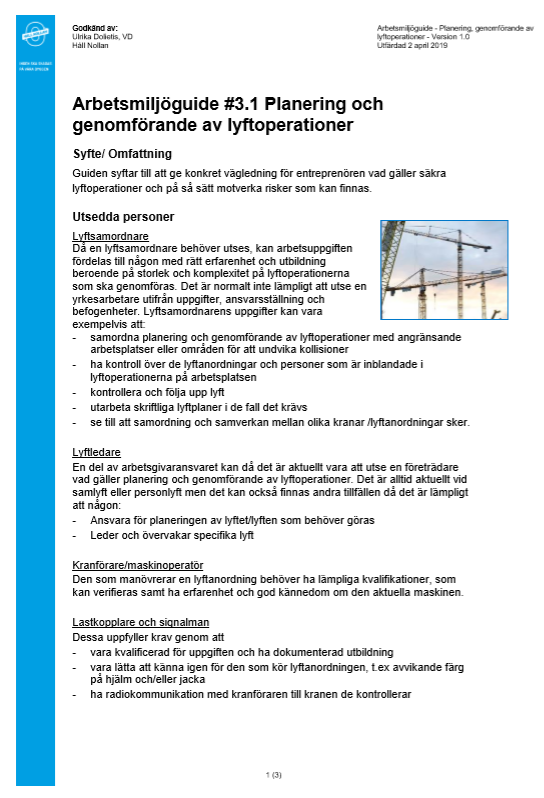 Godkänd av:
Ulrika Dolietis, VD
Håll Nollan
Arbetsmiljöguide - Planering, genomförande av
lyftoperationer - Version 1.0
Utfärdad 2 april 2019
Arbetsmiljöguide #3.1 Planering och
genomförande av lyftoperationer
Syfte/ Omfattning
Guiden syftar till att ge konkret vägledning för entreprenören vad gäller säkra
lyftoperationer och på så sätt motverka risker som kan finnas.
Utsedda personer
Lyftsamordnare
Då en lyftsamordnare behöver utses, kan arbetsuppgiften
fördelas till någon med rätt erfarenhet och utbildning
beroende på storlek och komplexitet på lyftoperationerna
som ska genomföras. Det är normalt inte lämpligt att utse en
yrkesarbetare utifrån uppgifter, ansvarsställning och
befogenheter. Lyftsamordnarens uppgifter kan vara
exempelvis att:
- samordna planering och genomförande av lyftoperationer med angränsande
arbetsplatser eller områden för att undvika kollisioner
- ha kontroll över de lyftanordningar och personer som är inblandade i
lyftoperationerna på arbetsplatsen
- kontrollera och följa upp lyft
- utarbeta skriftliga lyftplaner i de fall det krävs
- se till att samordning och samverkan mellan olika kranar /lyftanordningar sker.
Lyftledare
En del av arbetsgivaransvaret kan då det är aktuellt vara att utse en företrädare
vad gäller planering och genomförande av lyftoperationer. Det är alltid aktuellt vid
samlyft eller personlyft men det kan också finnas andra tillfällen då det är lämpligt
att någon:
- Ansvara för planeringen av lyftet/lyften som behöver göras
- Leder och övervakar specifika lyft
Kranförare/maskinoperatör
Den som manövrerar en lyftanordning behöver ha lämpliga kvalifikationer, som
kan verifieras samt ha erfarenhet och god kännedom om den aktuella maskinen.
Lastkopplare och signalman
Dessa uppfyller krav genom att
- vara kvalificerad för uppgiften och ha dokumenterad utbildning
- vara lätta att känna igen för den som kör lyftanordningen, t.ex avvikande färg
på hjälm och/eller jacka
- ha radiokommunikation med kranföraren till kranen de kontrollerar
1 (3)